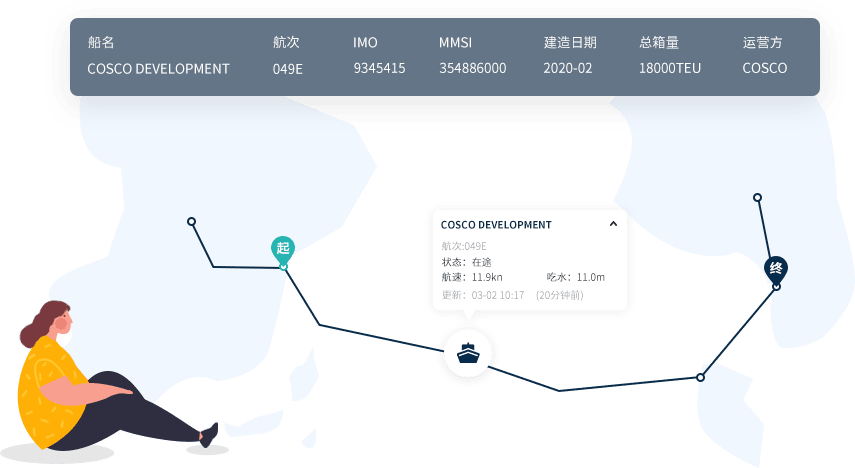 船名 航次 IMO MMSI 建造日期 总箱量 运营方
COSCO DEVELOPMENT 049E 9345415 354886000 2020-02 18000TEU COSCO
COSCO DEVELOPMENT
起
航次:049E
状态：在途
终
航速：11.9kn 吃水：11.0m
更新：03-02 10:17 (20分钟前)